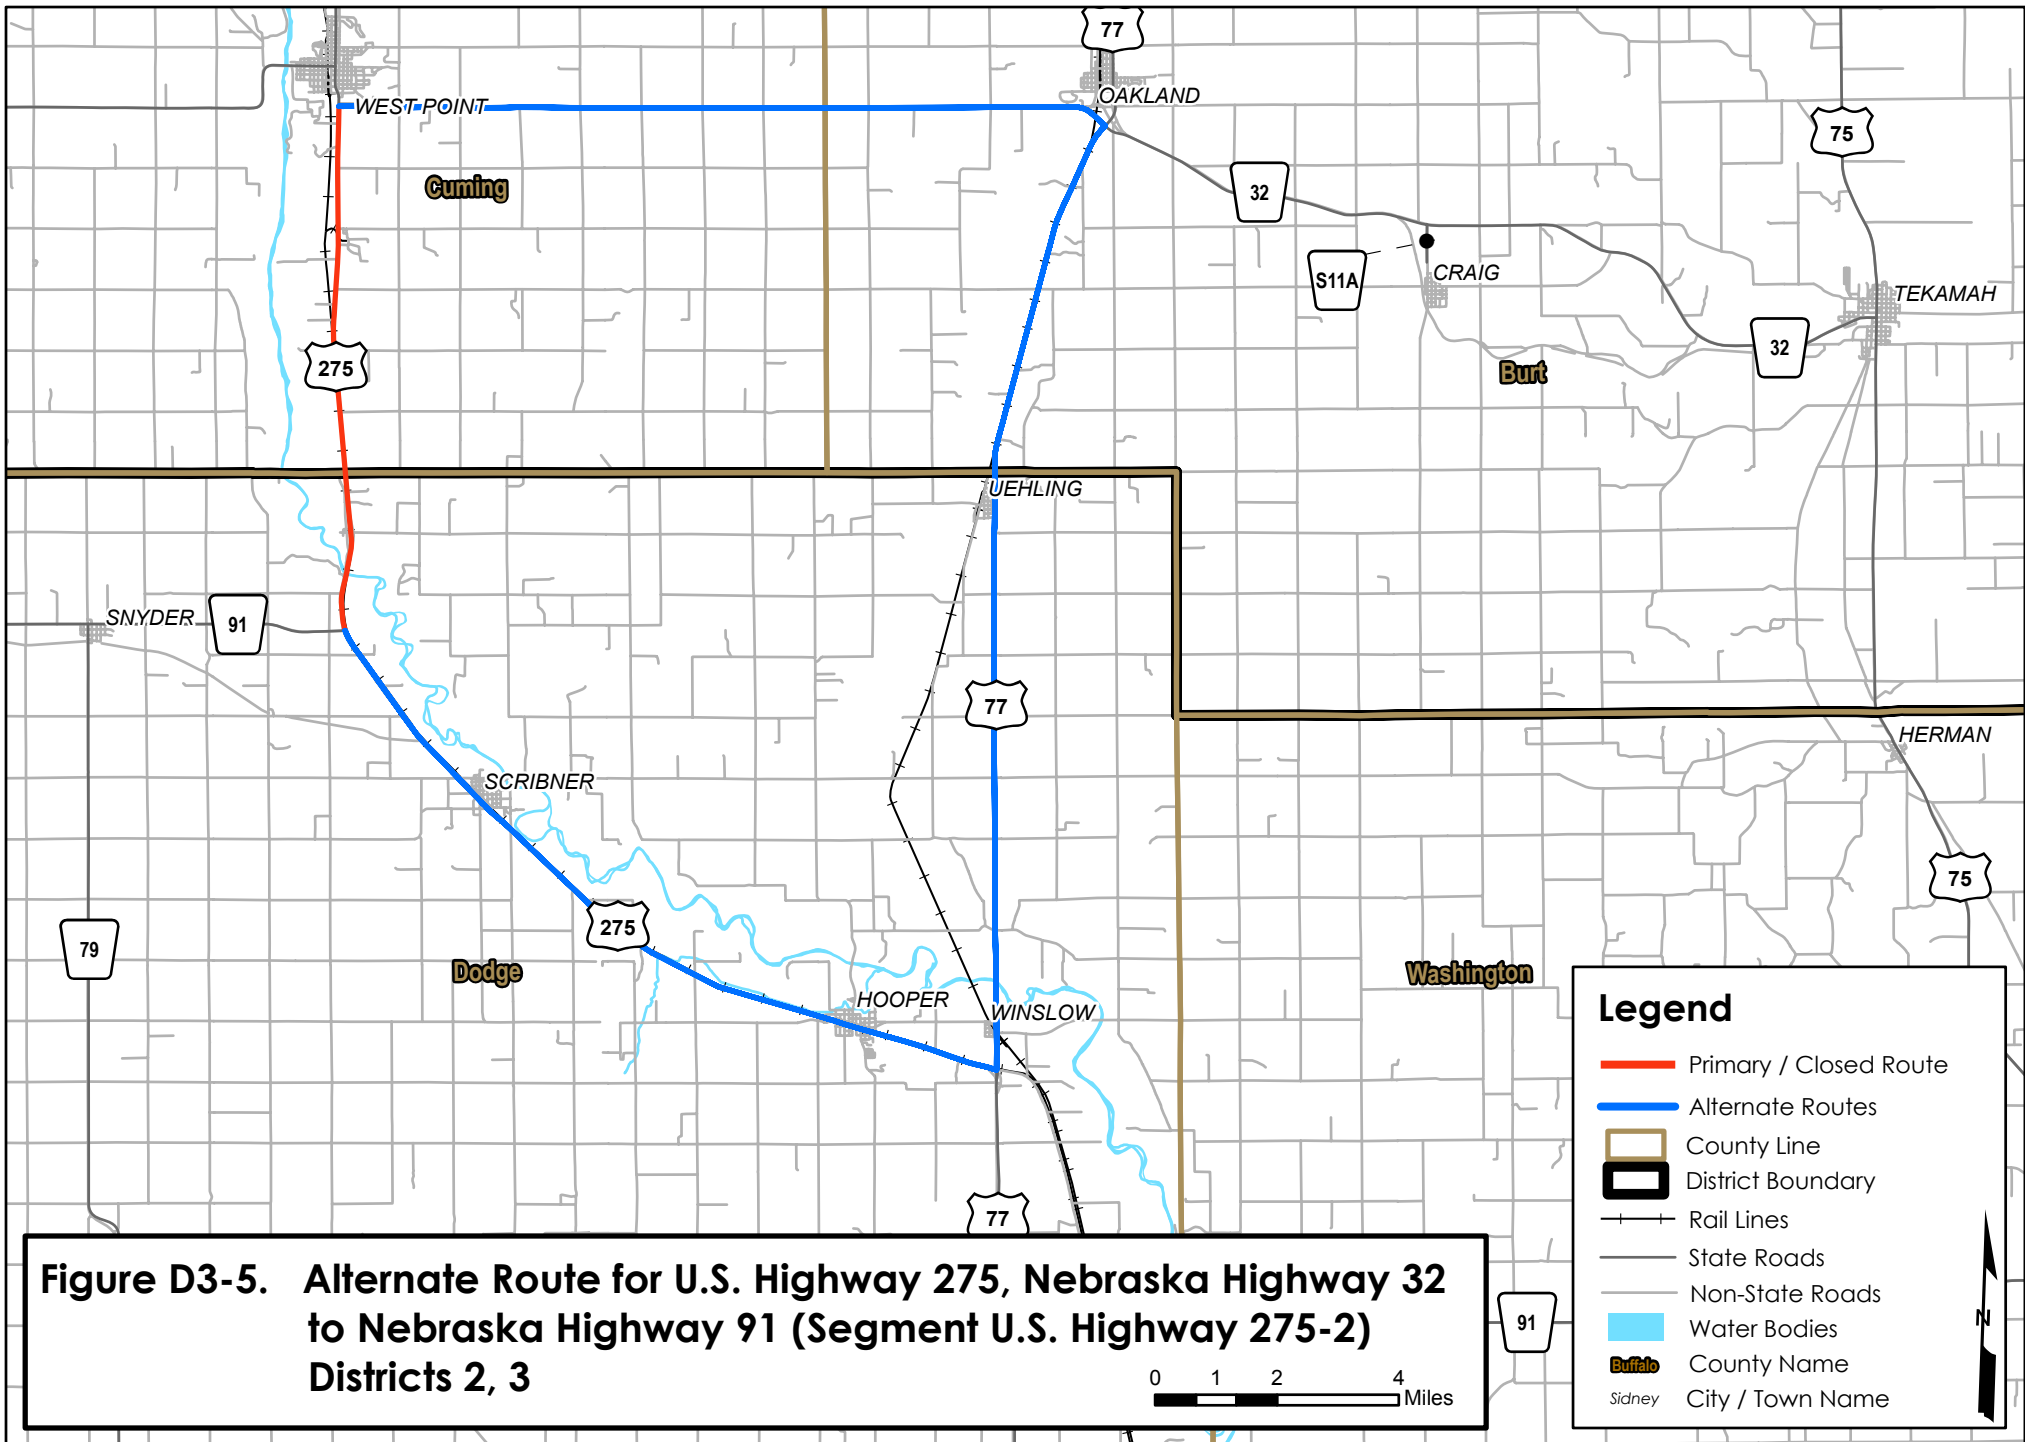 77
WEST POINT
OAKLAND
75
Cuming
32
S11A
CRAIG
TEKAMAH
275
32
Burt
UEHLING
SNYDER
91
77
HERMAN
SCRIBNER
75
275
79
Dodge
Washington
HOOPER
WINSLOW
77
91
Legend
Primary / Closed Route
Alternate Routes
County Line
District Boundary
Rail Lines
State Roads
Non-State Roads
Water Bodies
Buffalo County Name
Sidney City / Town Name
N
Figure D3-5. Alternate Route for U.S. Highway 275, Nebraska Highway 32
to Nebraska Highway 91 (Segment U.S. Highway 275-2)
Districts 2, 3
0 1 2 4
Miles